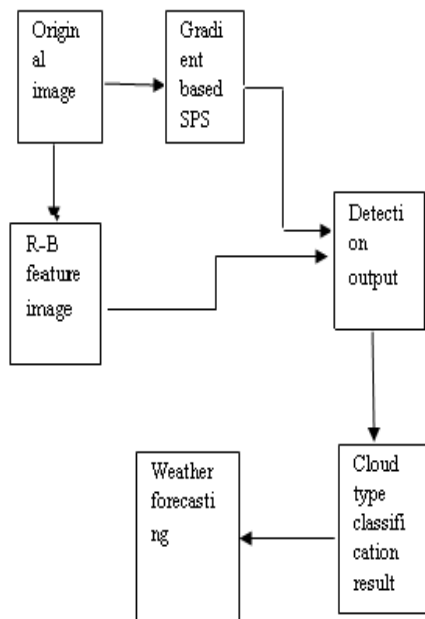 Origin
al
image
Gradi
ent
based
SPS
R-B
feature
image
Detecti
on
output
Weather
forecasti
ng
Cloud
type
classifi
cation
result